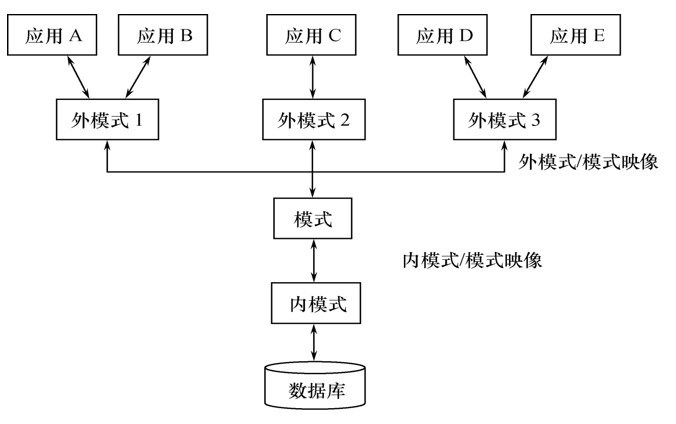 应用 A
应用 B
应用 C
应用 D
应用 E
外模式 1
外模式 2
外模式 3
外模式/模式映像
模式
内模式/模式映像
内模式
数据库